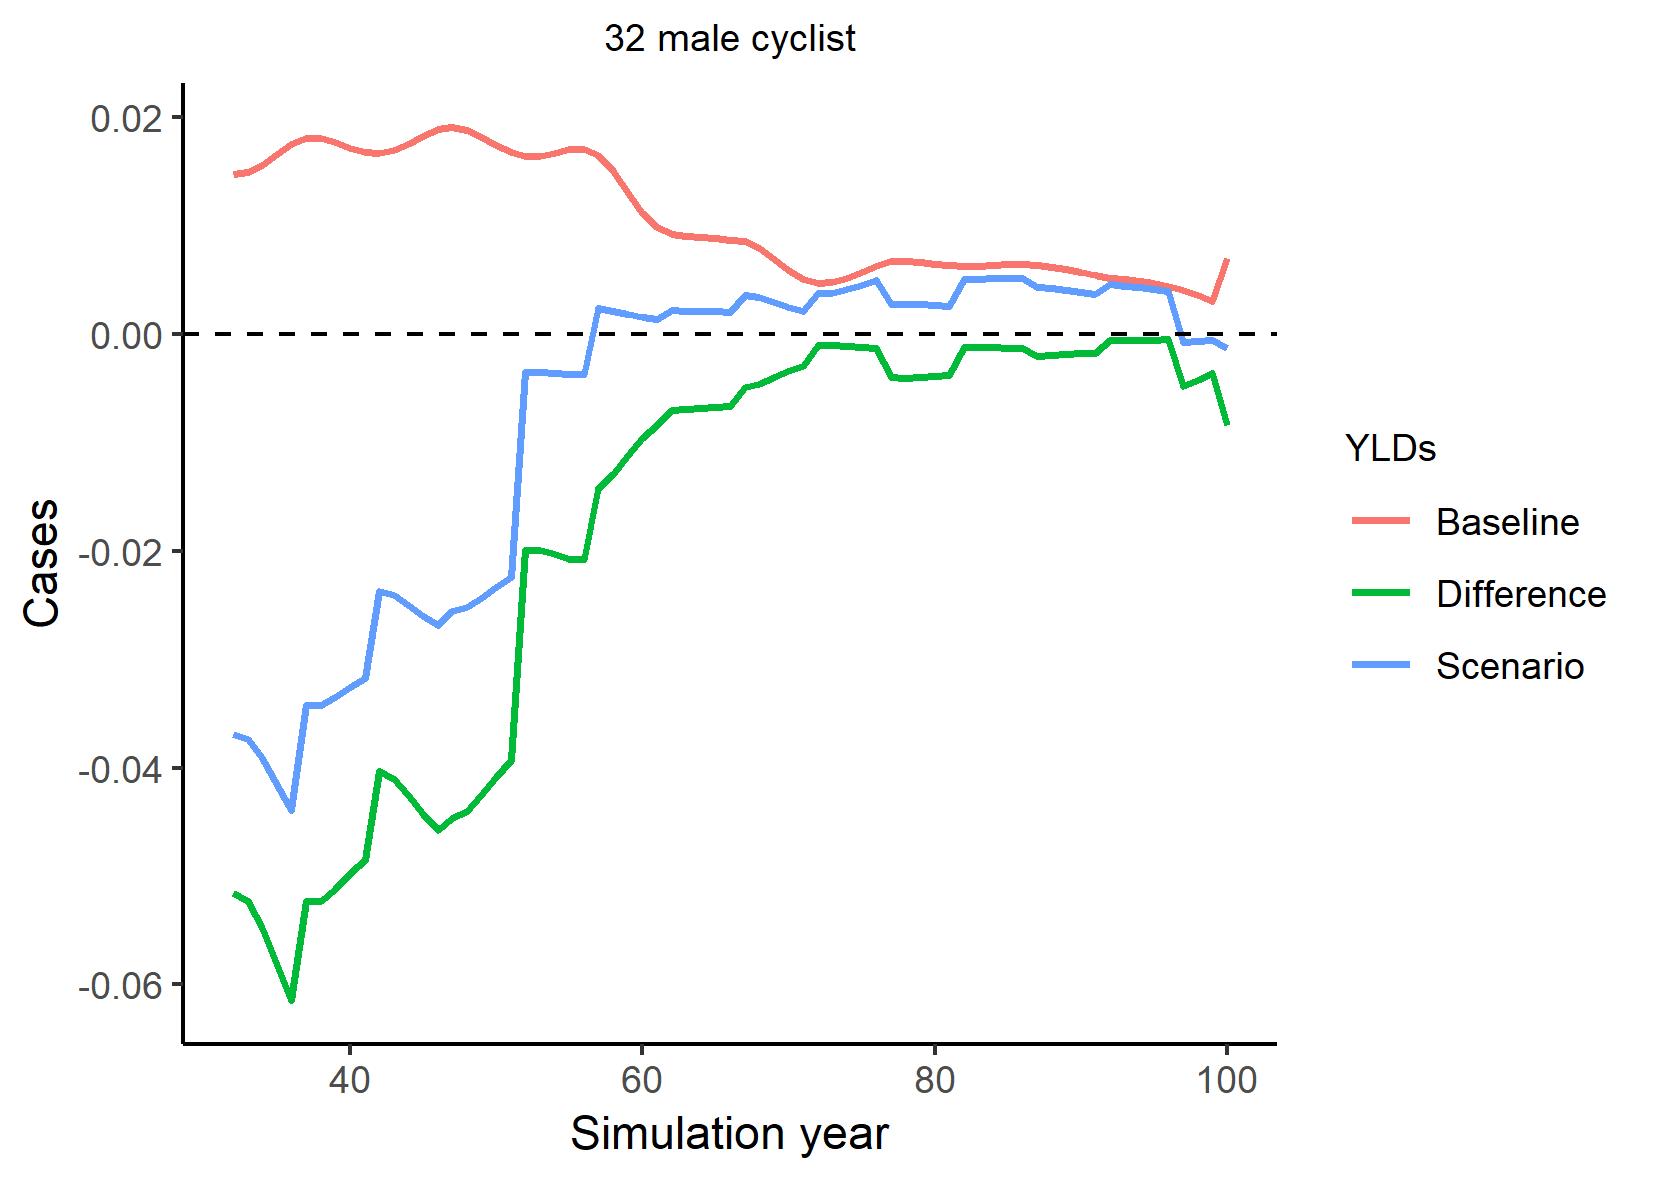 32 male cyclist
0.02
0.00
-0.02
-0.04
-0.06
Cases
40 60 80 100
Simulation year
YLDs
Baseline
Difference
Scenario